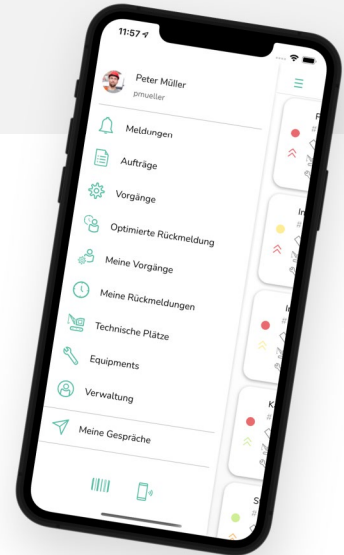 11:57
Peter Müller
pmueller
Meldungen
Aufträge
Vorgänge
Optimierte Rückmeldung
Meine Vorgänge
Meine Rückmeldungen
Technische Plätze
Equipments
Verwaltung
Meine Gespräche